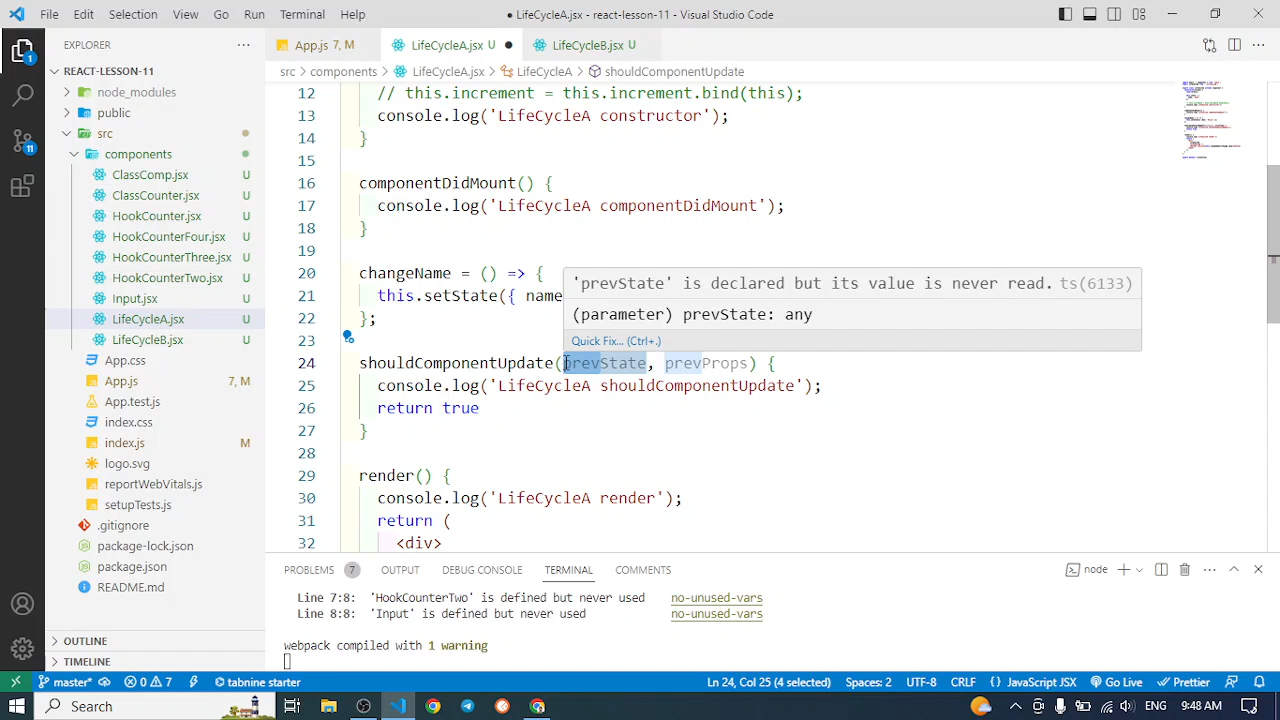 File Edit Selection View Go Run Terminal Help
● LifeCycleA.jsx - react-lesson-11 - Visual Studio Code
EXPLORER
REACT-LESSON-11
node_modules
public
src
components
ClassComp.jsx U
ClassCounter.jsx U
HookCounter.jsx U
HookCounterFour.jsx U
HookCounterThree.jsx U
HookCounterTwo.jsx U
Input.jsx U
LifeCycleA.jsx U
LifeCycleB.jsx U
App.css
App.js 7, M
App.test.js
index.css
index.js M
logo.svg
reportWebVitals.js
setupTests.js
.gitignore
package-lock.json
package.json
README.md
OUTLINE
TIMELINE
App.js 7, M LifeCycleA.jsx U ● LifeCycleB.jsx U
src > components > LifeCycleA.jsx > LifeCycleA > shouldComponentUpdate
12 // this.increment = this.increment.bind(this);
13 console.log('LifeCycleA constructor');
14 }
15
16 componentDidMount() {
17 console.log('LifeCycleA componentDidMount');
18 }
19
20 changeName = () => {
21 this.setState({ name
22 };
23
24 shouldComponentUpdate(prevState, prevProps) {
25 console.log('LifeCycleA shouldComponentUpdate');
26 return true
27 }
28
29 render() {
30 console.log('LifeCycleA render');
31 return (
32 <div>
'prevState' is declared but its value is never read. ts(6133)
(parameter) prevState: any
Quick Fix... (Ctrl+.)
PROBLEMS 7 OUTPUT DEBUG CONSOLE TERMINAL COMMENTS
node
Line 7:8: 'HookCounterTwo' is defined but never used no-unused-vars
Line 8:8: 'Input' is defined but never used no-unused-vars
webpack compiled with 1 warning
master* 0 7 tabnine starter
Ln 24, Col 25 (4 selected) Spaces: 2 UTF-8 CRLF {} JavaScript JSX Go Live Prettier
Search
9:48 AM
1
11